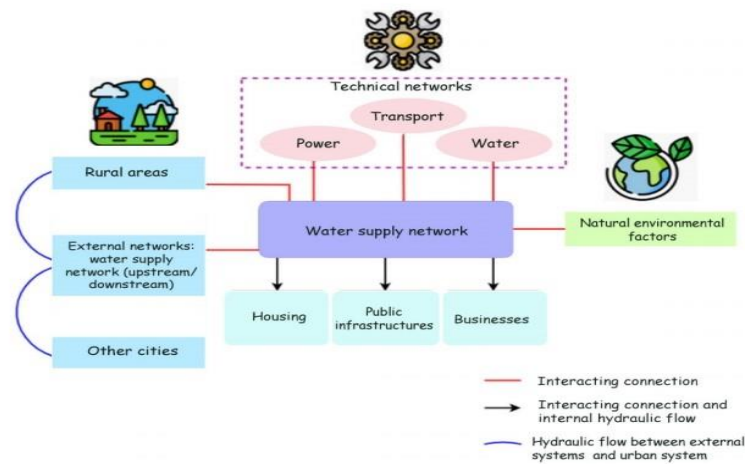 Technical networks
Transport
Power
Water
Rural areas
Water supply network
Natural environmental
factors
External networks:
water supply
network (upstream/
downstream)
Housing
Public
infrastructures
Businesses
Other cities
Interacting connection
Interacting connection and
internal hydraulic flow
Hydraulic flow between external
systems and urban system